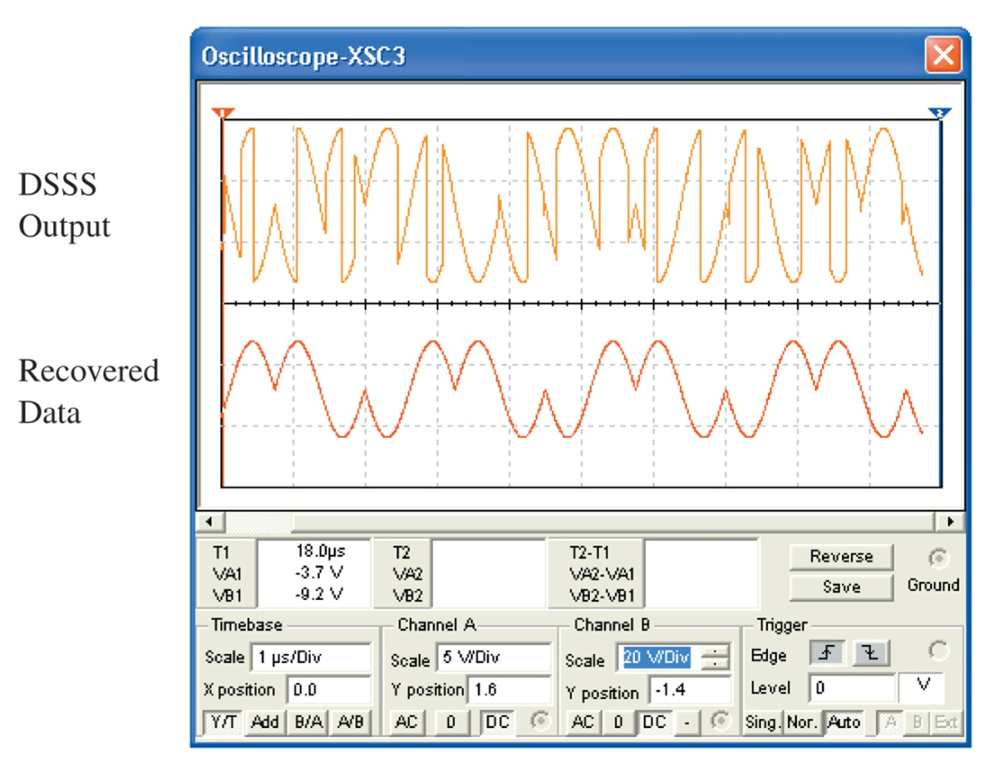 Oscilloscope-XSC3
1
2
DSSS
Output
Recovered
Data
T1 18.0µs T2 T2-T1
VA1 -3.7 V VA2 VA2-VA1
VB1 -9.2 V VB2 VB2-VB1
Reverse
Save
Ground
Timebase
Scale 1 µs/Div
X position 0.0
Y/T Add B/A A/B
Channel A
Scale 5 V/Div
Y position 1.6
AC 0 DC
Channel B
Scale 20 V/Div
Y position -1.4
AC 0 DC -
Trigger
Edge
Level 0 V
Sing. Nor. Auto A B Ext